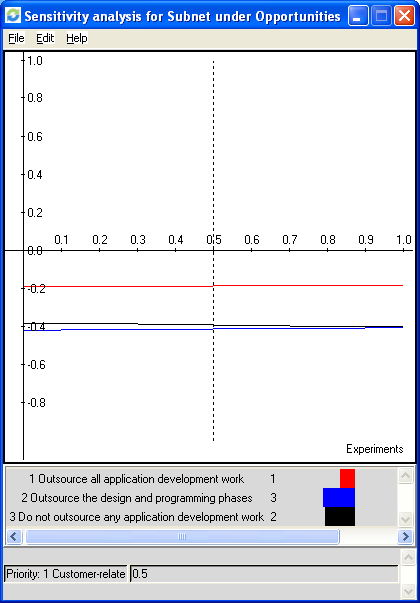 Sensitivity analysis for Subnet under Opportunities
File Edit Help
1.0
0.8
0.6
0.4
0.2
0.1 0.2 0.3 0.4 0.5 0.6 0.7 0.8 0.9 1.0
0.0
-0.2
-0.4
-0.6
-0.8
Experiments
1 Outsource all application development work 1
2 Outsource the design and programming phases 3
3 Do not outsource any application development work 2
Priority: 1 Customer-relate 0.5